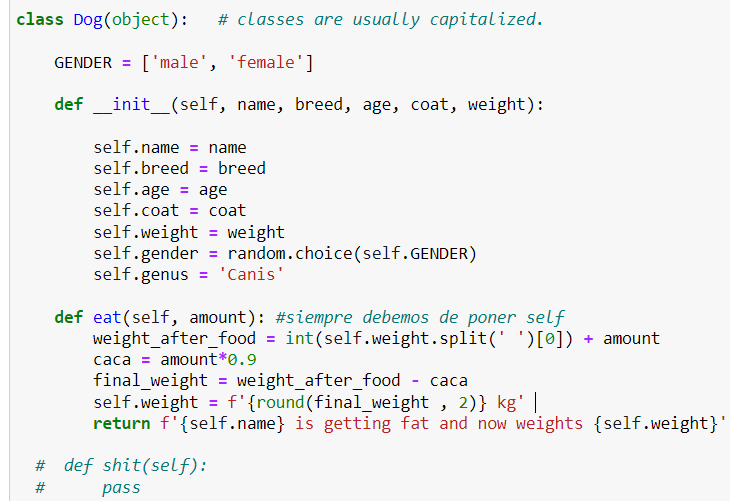 class Dog(object):   # classes are usually capitalized.
    GENDER = ['male', 'female']
    def __init__(self, name, breed, age, coat, weight):
        self.name = name
        self.breed = breed
        self.age = age
        self.coat = coat
        self.weight = weight
        self.gender = random.choice(self.GENDER)
        self.genus = 'Canis'
    def eat(self, amount): #siempre debemos de poner self
        weight_after_food = int(self.weight.split(' ')[0]) + amount
        caca = amount*0.9
        final_weight = weight_after_food - caca
        self.weight = f'{round(final_weight , 2)} kg'
        return f'{self.name} is getting fat and now weights {self.weight}'
  #  def shit(self):
  #      pass